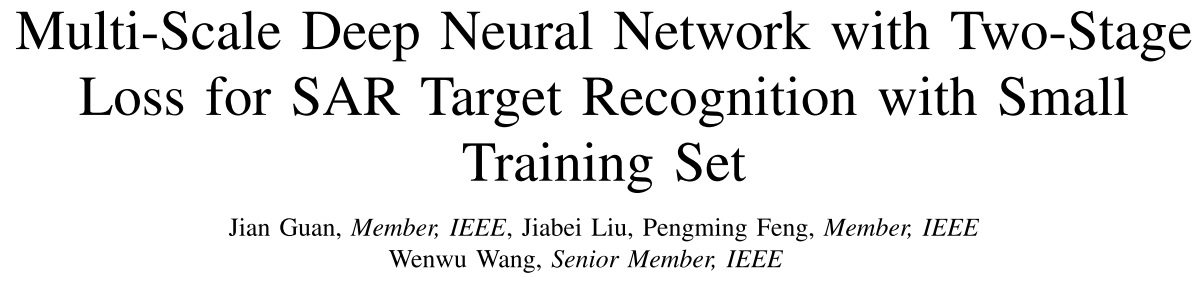 Multi-Scale Deep Neural Network with Two-Stage
Loss for SAR Target Recognition with Small
Training Set
Jian Guan, Member, IEEE, Jiabei Liu, Pengming Feng, Member, IEEE
Wenwu Wang, Senior Member, IEEE